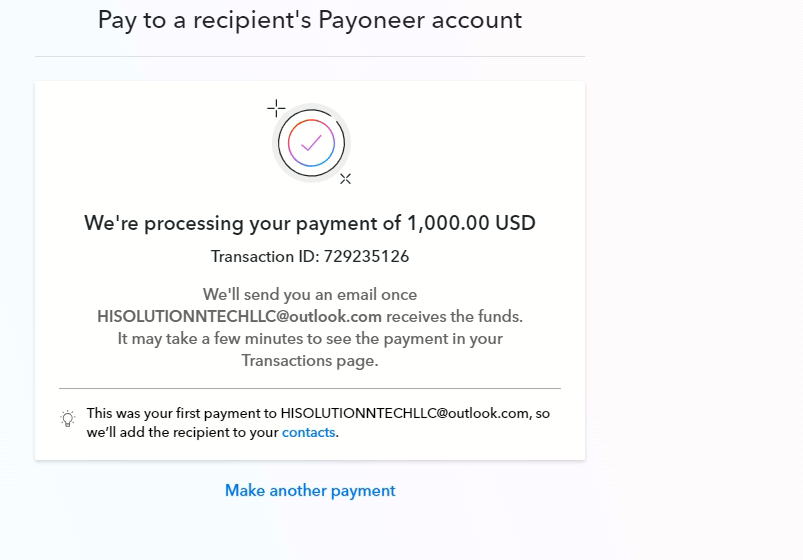 Pay to a recipient's Payoneer account
We're processing your payment of 1,000.00 USD
Transaction ID: 729235126
We'll send you an email once
HISOLUTIONNTECHLLC@outlook.com receives the funds.
It may take a few minutes to see the payment in your
Transactions page.
This was your first payment to HISOLUTIONNTECHLLC@outlook.com, so
we’ll add the recipient to your contacts.
Make another payment